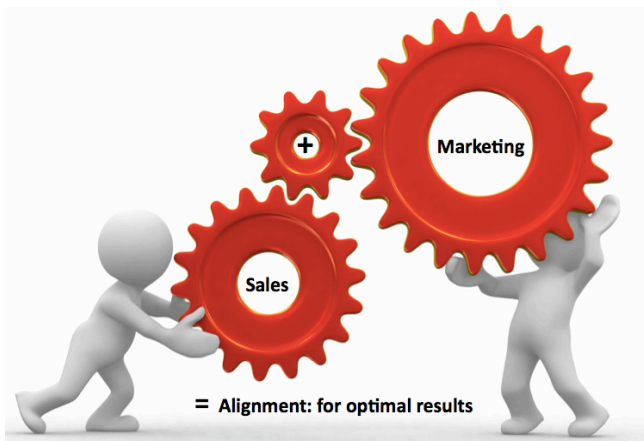 +
Marketing
Sales
= Alignment: for optimal results